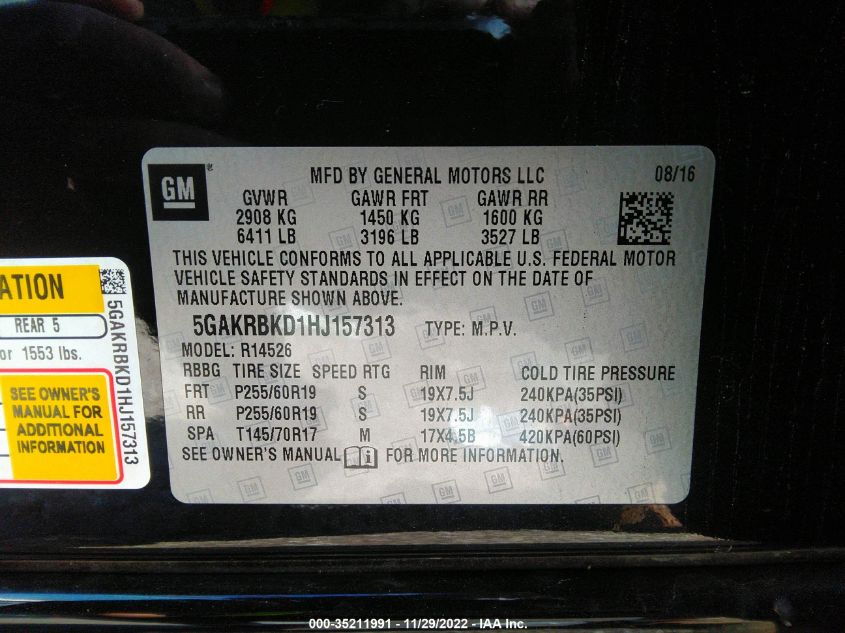 GM
MFD BY GENERAL MOTORS LLC 08/16
GVWR GAWR FRT GAWR RR
2908 KG 1450 KG 1600 KG
6411 LB 3196 LB 3527 LB
THIS VEHICLE CONFORMS TO ALL APPLICABLE U.S. FEDERAL MOTOR
VEHICLE SAFETY STANDARDS IN EFFECT ON THE DATE OF
MANUFACTURE SHOWN ABOVE.
5GAKRBKD1HJ157313 TYPE: M.P.V.
MODEL: R14526
RBBG TIRE SIZE SPEED RTG RIM COLD TIRE PRESSURE
FRT P255/60R19 S 19X7.5J 240KPA(35PSI)
RR P255/60R19 S 19X7.5J 240KPA(35PSI)
SPA T145/70R17 M 17X4.5B 420KPA(60PSI)
SEE OWNER'S MANUAL FOR MORE INFORMATION.
ATION
REAR 5
or 1553 lbs.
SEE OWNER'S
MANUAL FOR
ADDITIONAL
INFORMATION
5GAKRBKD1HJ157313
000-35211991 - 11/29/2022 - IAA Inc.